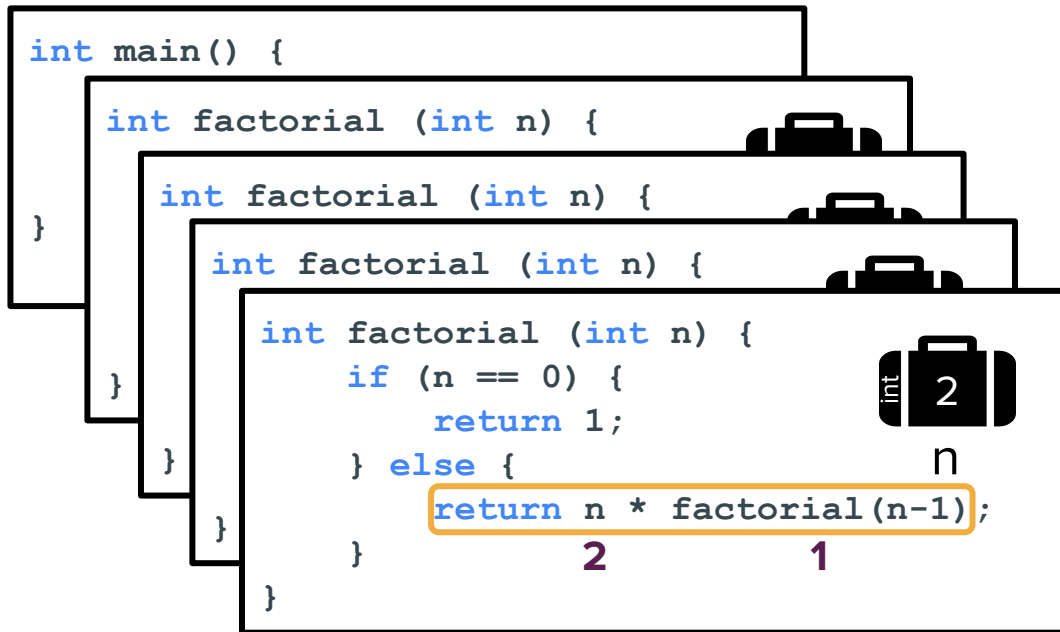 int main() {
}
int factorial (int n) {
}
int factorial (int n) {
}
int factorial (int n) {
}
int factorial (int n) {
if (n == 0) {
return 1;
} else {
return n * factorial(n-1);
}
}
int 2
n
2 1